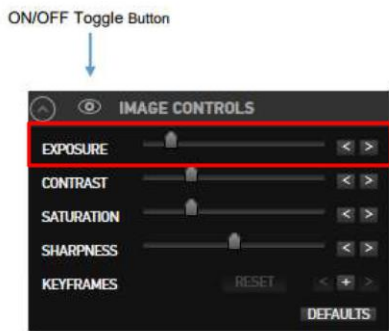 ON/OFF Toggle Button
IMAGE CONTROLS
EXPOSURE < >
CONTRAST < >
SATURATION < >
SHARPNESS < >
KEYFRAMES RESET < + >
DEFAULTS